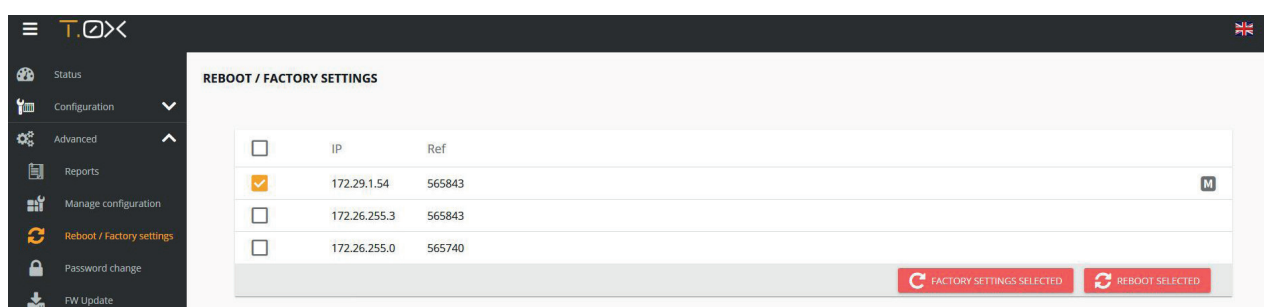 T.0X
Status
REBOOT / FACTORY SETTINGS
Configuration
Advanced
IP Ref
Reports
172.29.1.54 565843 M
Manage configuration
172.26.255.3 565843
Reboot / Factory settings
172.26.255.0 565740
Password change
FACTORY SETTINGS SELECTED REBOOT SELECTED
FW Update